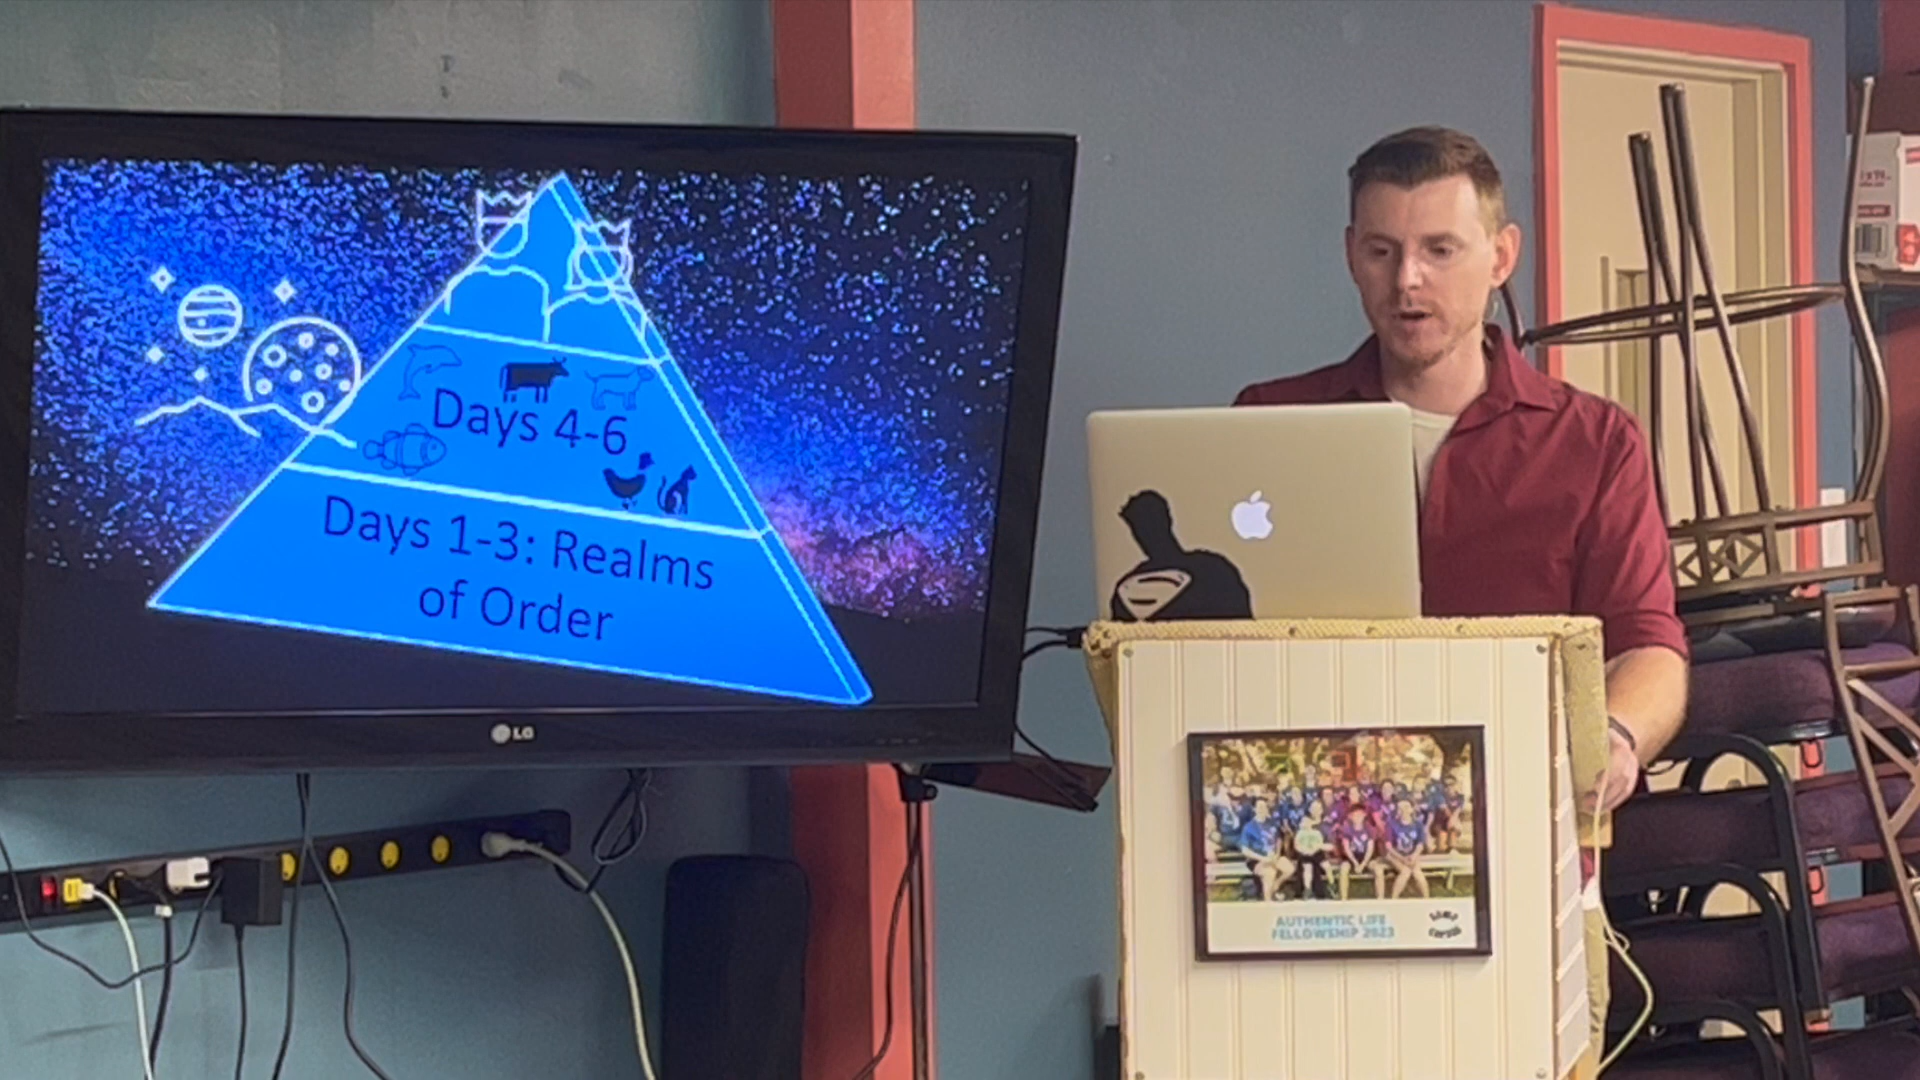 Days 4-6
Days 1-3: Realms
of Order
LG
AUTHENTIC LIFE
FELLOWSHIP 2023